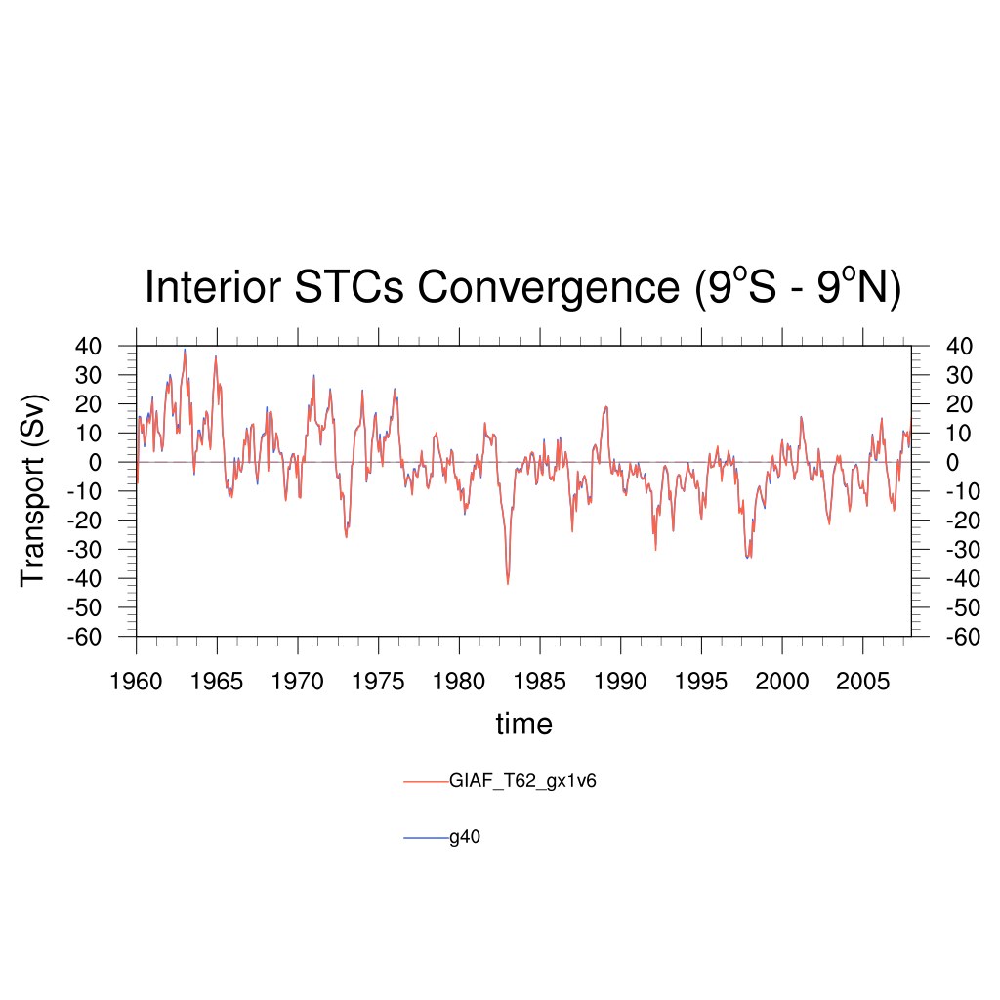 Interior STCs Convergence (9°S - 9°N)
40 40
30 30
20 20
10 10
0 0
-10 -10
-20 -20
-30 -30
-40 -40
-50 -50
-60 -60
Transport (Sv)
1960 1965 1970 1975 1980 1985 1990 1995 2000 2005
time
GIAF_T62_gx1v6
g40